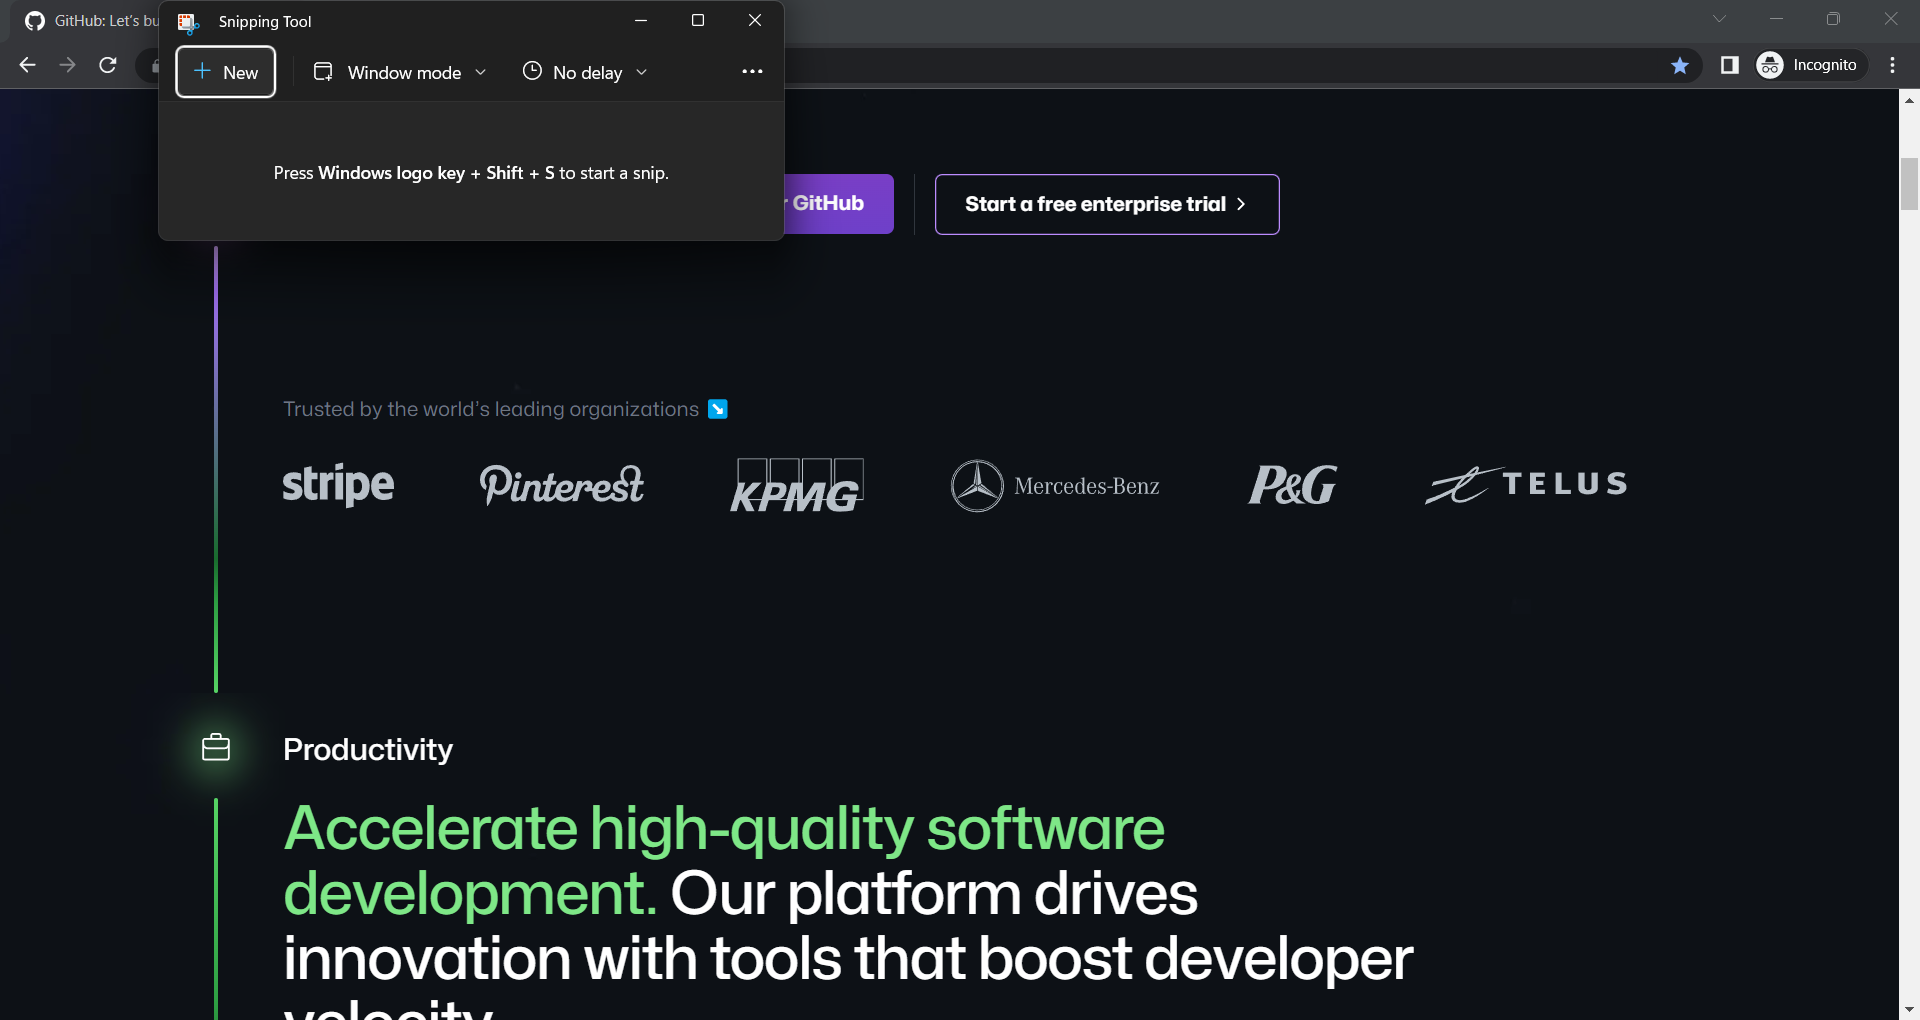 GitHub: Let's bu
Snipping Tool
New
Window mode
No delay
Incognito
Press Windows logo key + Shift + S to start a snip.
GitHub
Start a free enterprise trial
Trusted by the world's leading organizations
stripe
Pinterest
KPMG
Mercedes-Benz
P&G
TELUS
Productivity
Accelerate high-quality software
development. Our platform drives
innovation with tools that boost developer
velocity